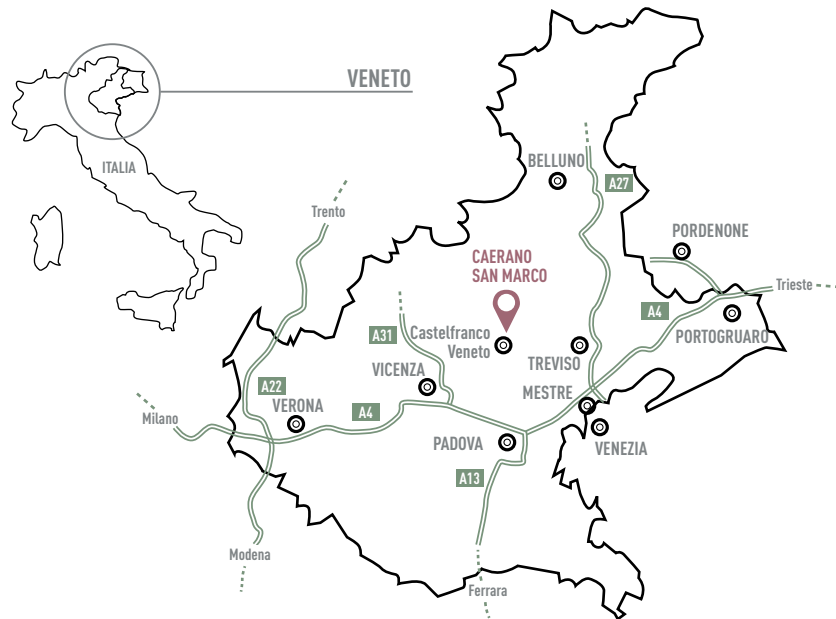 VENETO
ITALIA
BELLUNO
A27
Trento
PORDENONE
CAERANO
SAN MARCO
Trieste
A4
PORTOGRUARO
A31
Castelfranco
Veneto
TREVISO
VICENZA
A22
MESTRE
VERONA
A4
Milano
PADOVA
VENEZIA
A13
Modena
Ferrara